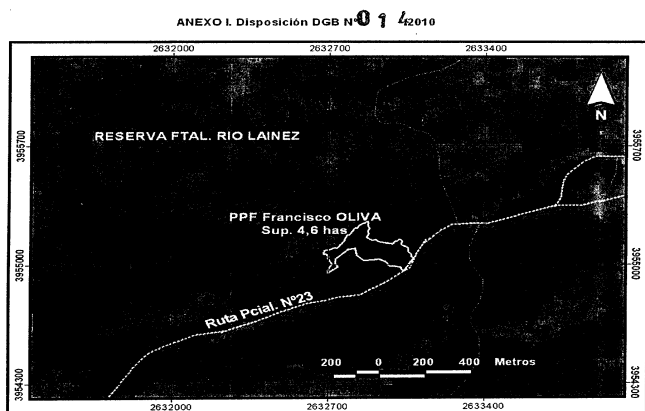 ANEXO I. Disposición DGB Nº 014/2010
2632000 2632700 2633400
N
RESERVA FTAL. RIO LAINEZ
3955700 3955700
PPF Francisco OLIVA
Sup. 4,6 has
3955000 3955000
Ruta Pcial. Nº23
200 0 200 400 Metros
3954300 3954300
2632000 2632700 2633400